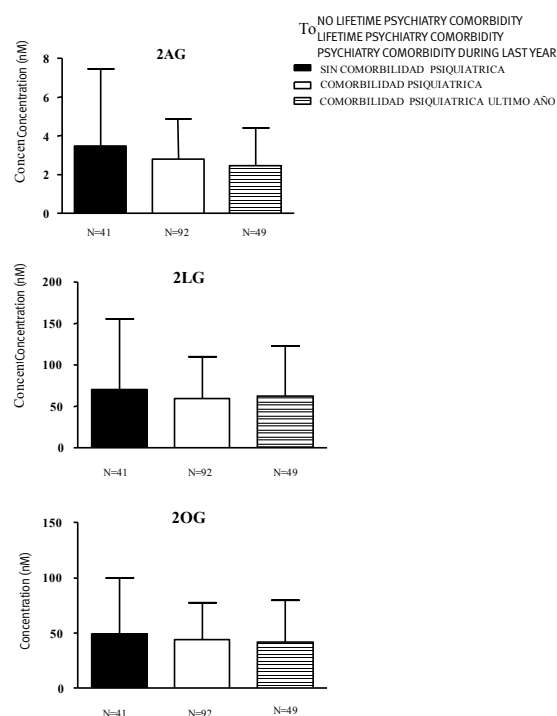 To
NO LIFETIME PSYCHIATRY COMORBIDITY
LIFETIME PSYCHIATRY COMORBIDITY
PSYCHIATRY COMORBIDITY DURING LAST YEAR
SIN COMORBILIDAD PSIQUIATRICA
COMORBILIDAD PSIQUIATRICA
COMORBILIDAD PSIQUIATRICA ULTIMO AÑO
2AG
Concen
Concentration (nM)
8
6
4
2
0
N=41 N=92 N=49
2LG
Concen
Concentration (nM)
200
150
100
50
0
N=41 N=92 N=49
2OG
Concentration (nM)
150
100
50
0
N=41 N=92 N=49